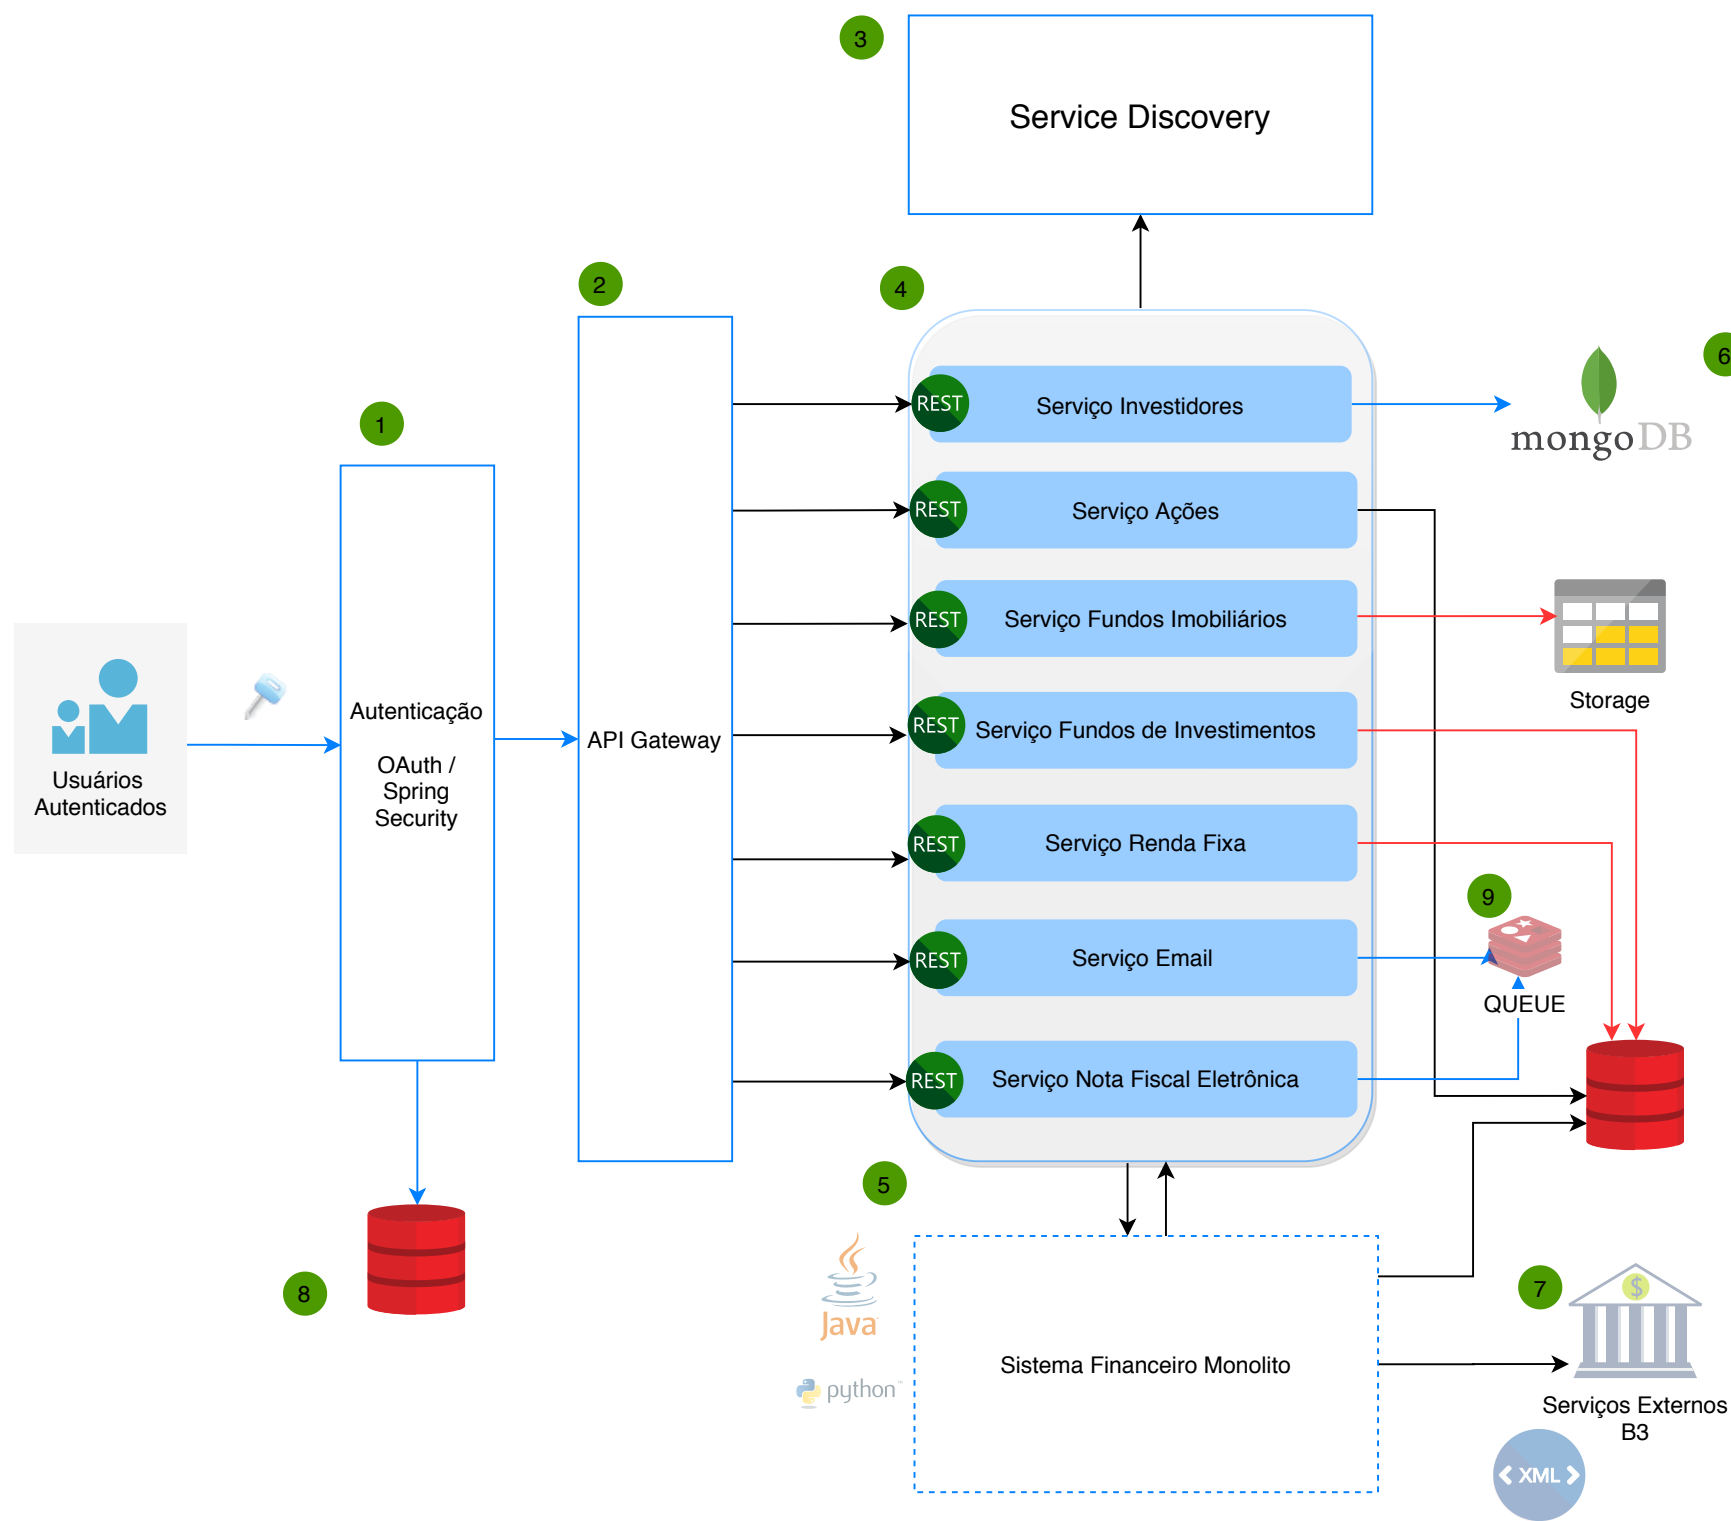 3
Service Discovery
2
4
6
1
REST
Serviço Investidores
mongoDB
REST
Serviço Ações
REST
Serviço Fundos Imobiliários
Storage
Usuários
Autenticados
Autenticação
OAuth /
Spring
Security
API Gateway
REST
Serviço Fundos de Investimentos
REST
Serviço Renda Fixa
9
REST
Serviço Email
QUEUE
REST
Serviço Nota Fiscal Eletrônica
5
8
Java
python™
Sistema Financeiro Monolito
7
$
Serviços Externos
B3
< XML >